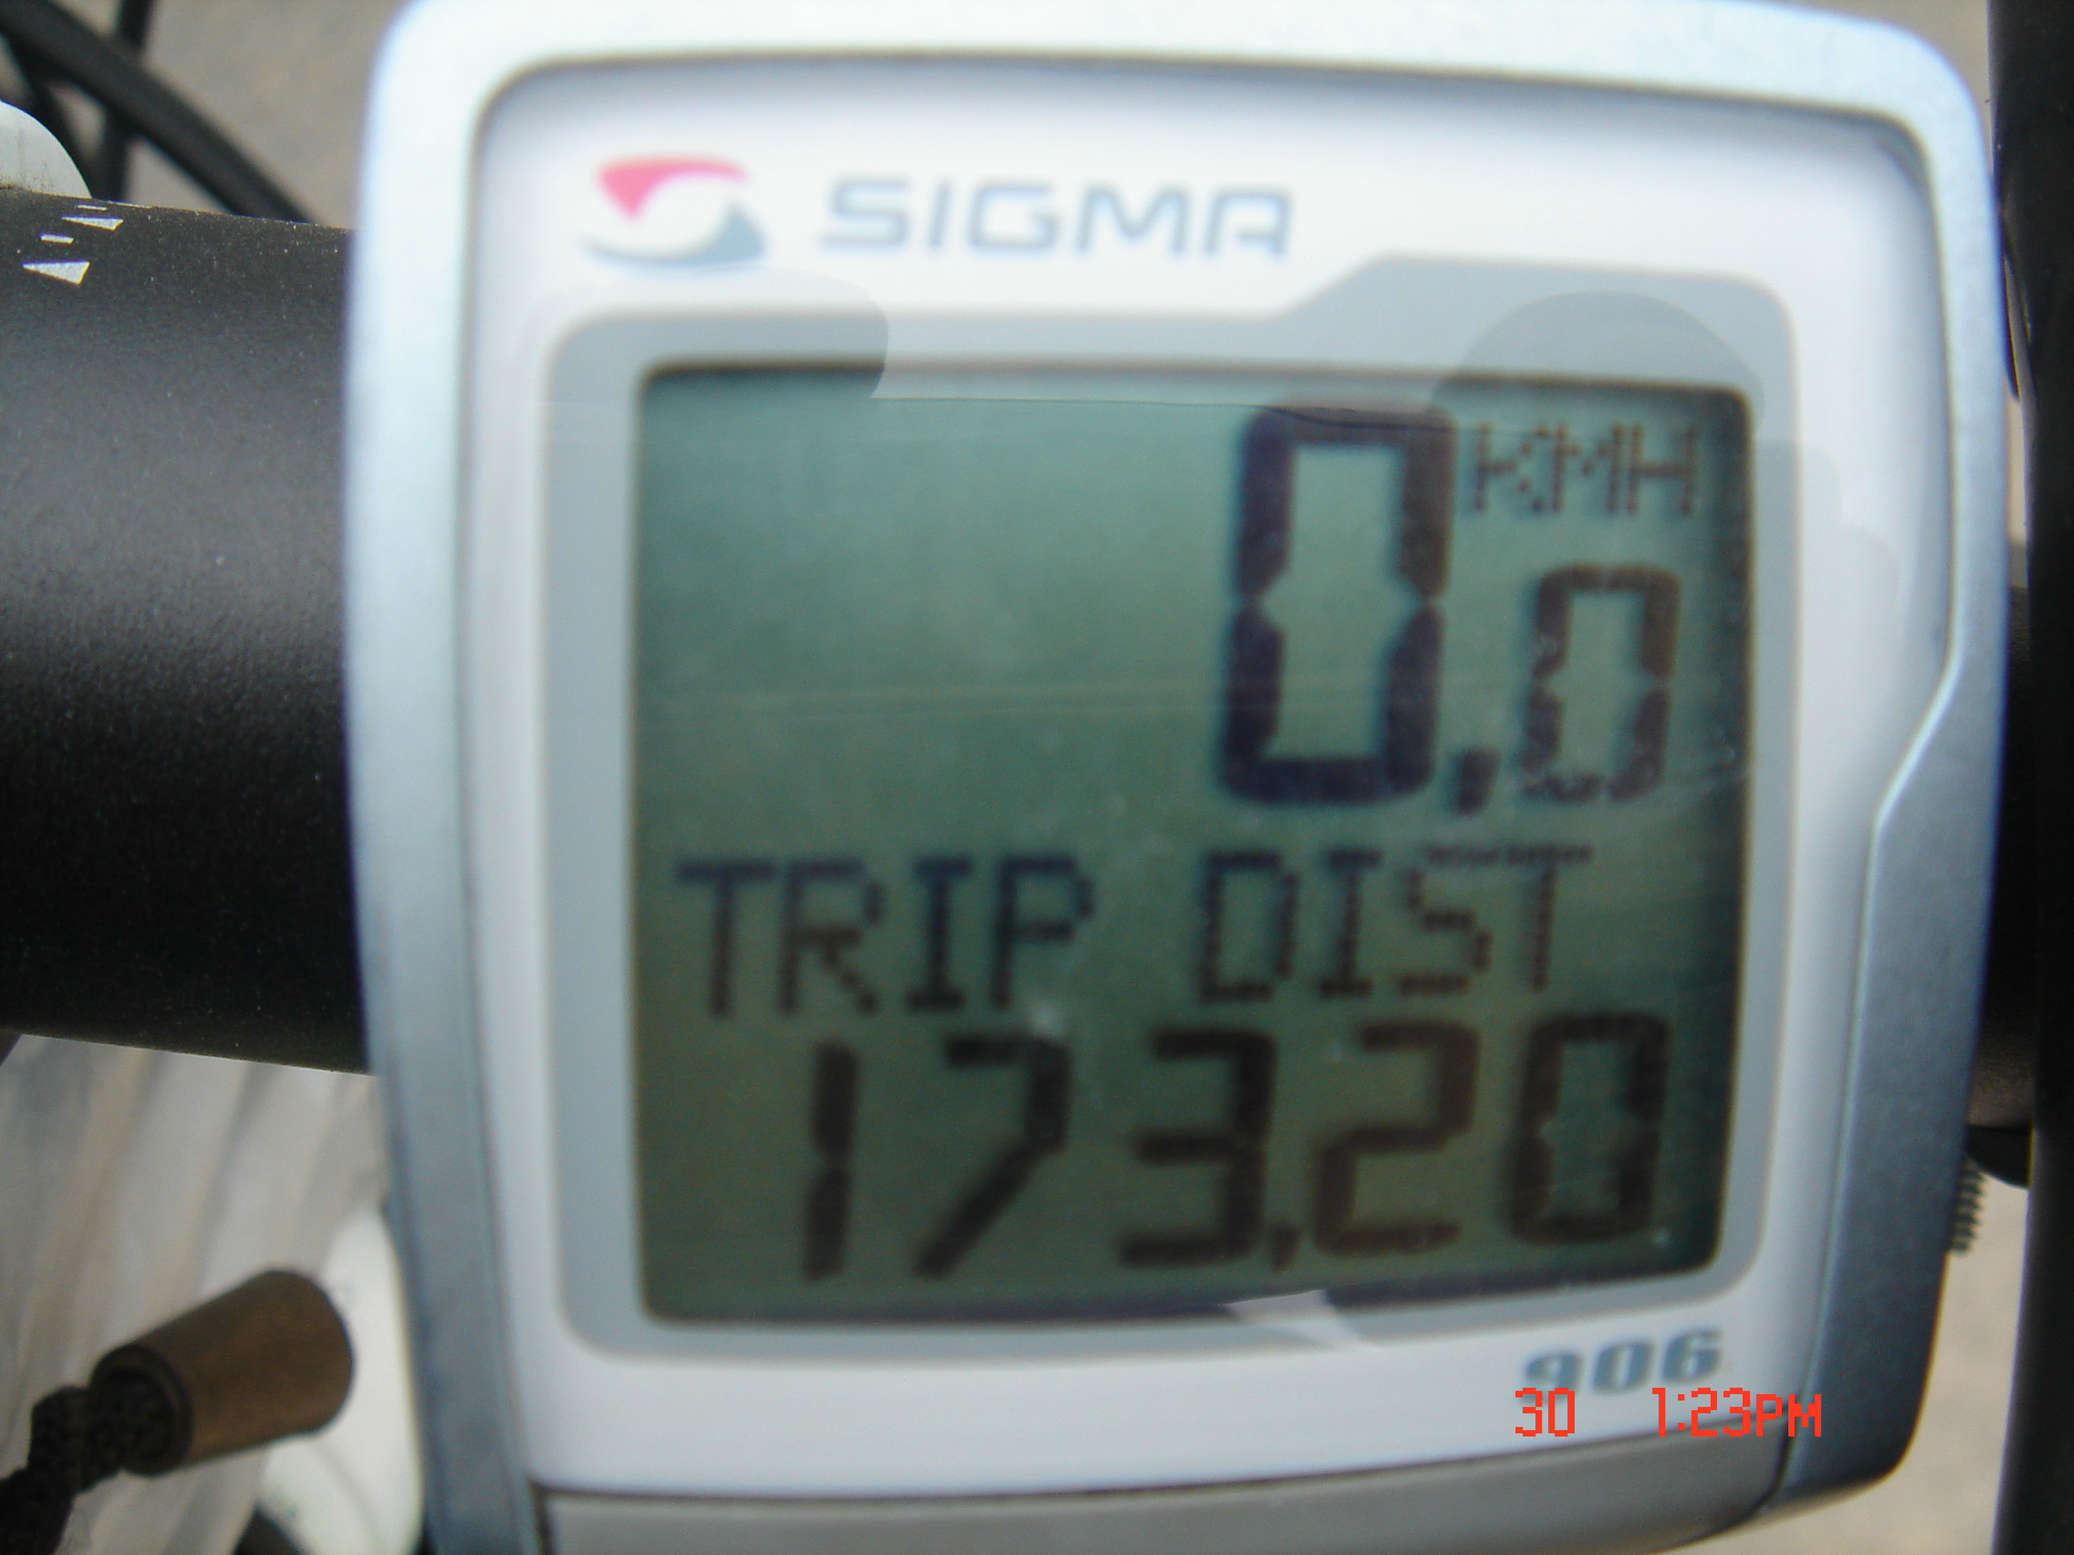 SIGMA
KMH
0,0
TRIP DIST
173,20
906
30 1:23PM